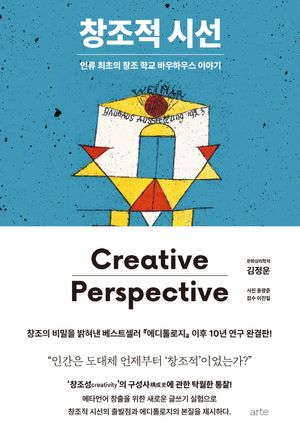 창조적 시선
인류 최초의 창조 학교 바우하우스 이야기
WEIMAR
BAUHAUS AUSSTELLUNG 1923
Creative
Perspective
문화심리학자
김정운
사진 윤광준
감수 이진일
창조의 비밀을 밝혀낸 베스트셀러 『에디톨로지』 이후 10년 연구 완결판!
“인간은 도대체 언제부터 ‘창조적’이었는가?”
‘창조성creativity’의 구성사構成史에 관한 탁월한 통찰!
메타언어 창출을 위한 새로운 글쓰기 실험으로
창조적 시선의 출발점과 에디톨로지의 본질을 제시하다.
arte